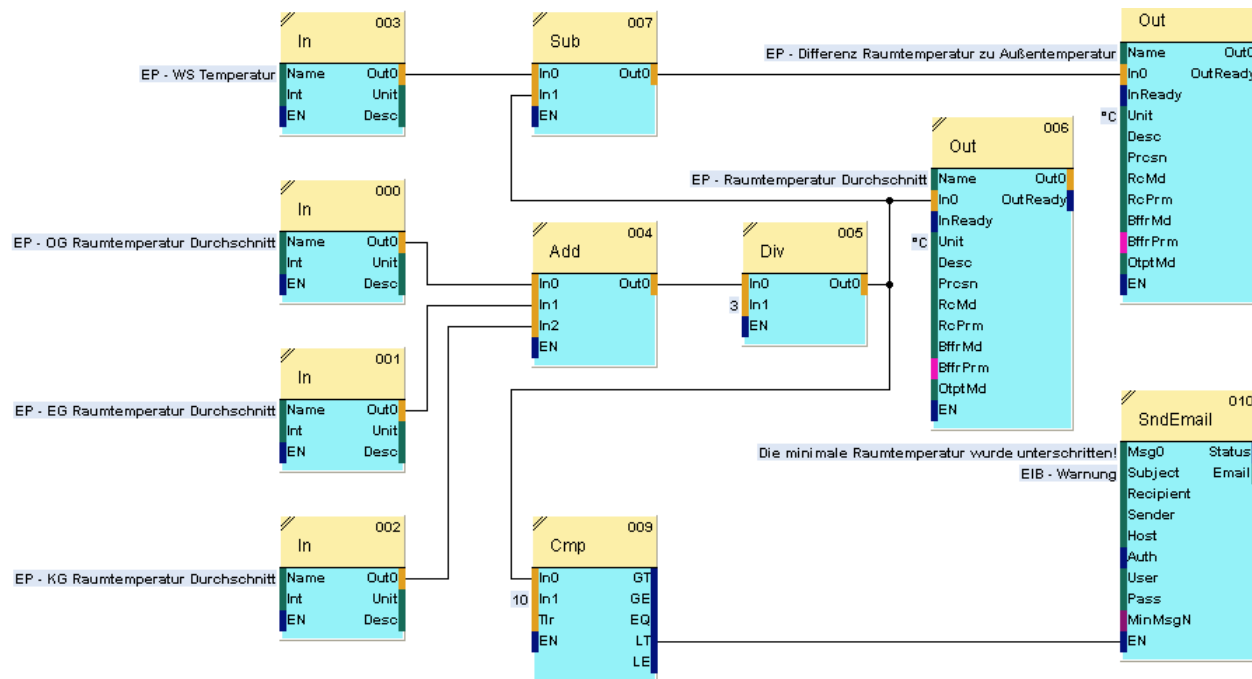 003
In
EP - WS Temperatur
Name Out0
Int Unit
EN Desc
007
Sub
In0 Out0
In1
EN
Out
EP - Differenz Raumtemperatur zu Außentemperatur
Name Out0
In0 OutReady
InReady
°C
Unit
Desc
Prcsn
RcMd
RcPrm
BffrMd
BffrPrm
OtptMd
EN
006
Out
EP - Raumtemperatur Durchschnitt
Name Out0
In0 OutReady
InReady
°C
Unit
Desc
Prcsn
RcMd
RcPrm
BffrMd
BffrPrm
OtptMd
EN
000
In
EP - OG Raumtemperatur Durchschnitt
Name Out0
Int Unit
EN Desc
004
Add
In0 Out0
In1
In2
EN
005
Div
In0 Out0
3
In1
EN
001
In
EP - EG Raumtemperatur Durchschnitt
Name Out0
Int Unit
EN Desc
002
In
EP - KG Raumtemperatur Durchschnitt
Name Out0
Int Unit
EN Desc
009
Cmp
In0 GT
10
In1 GE
Tlr EQ
EN LT
LE
010
SndEmail
Die minimale Raumtemperatur wurde unterschritten!
Msg0 Status
EIB - Warnung
Subject Email
Recipient
Sender
Host
Auth
User
Pass
MinMsgN
EN